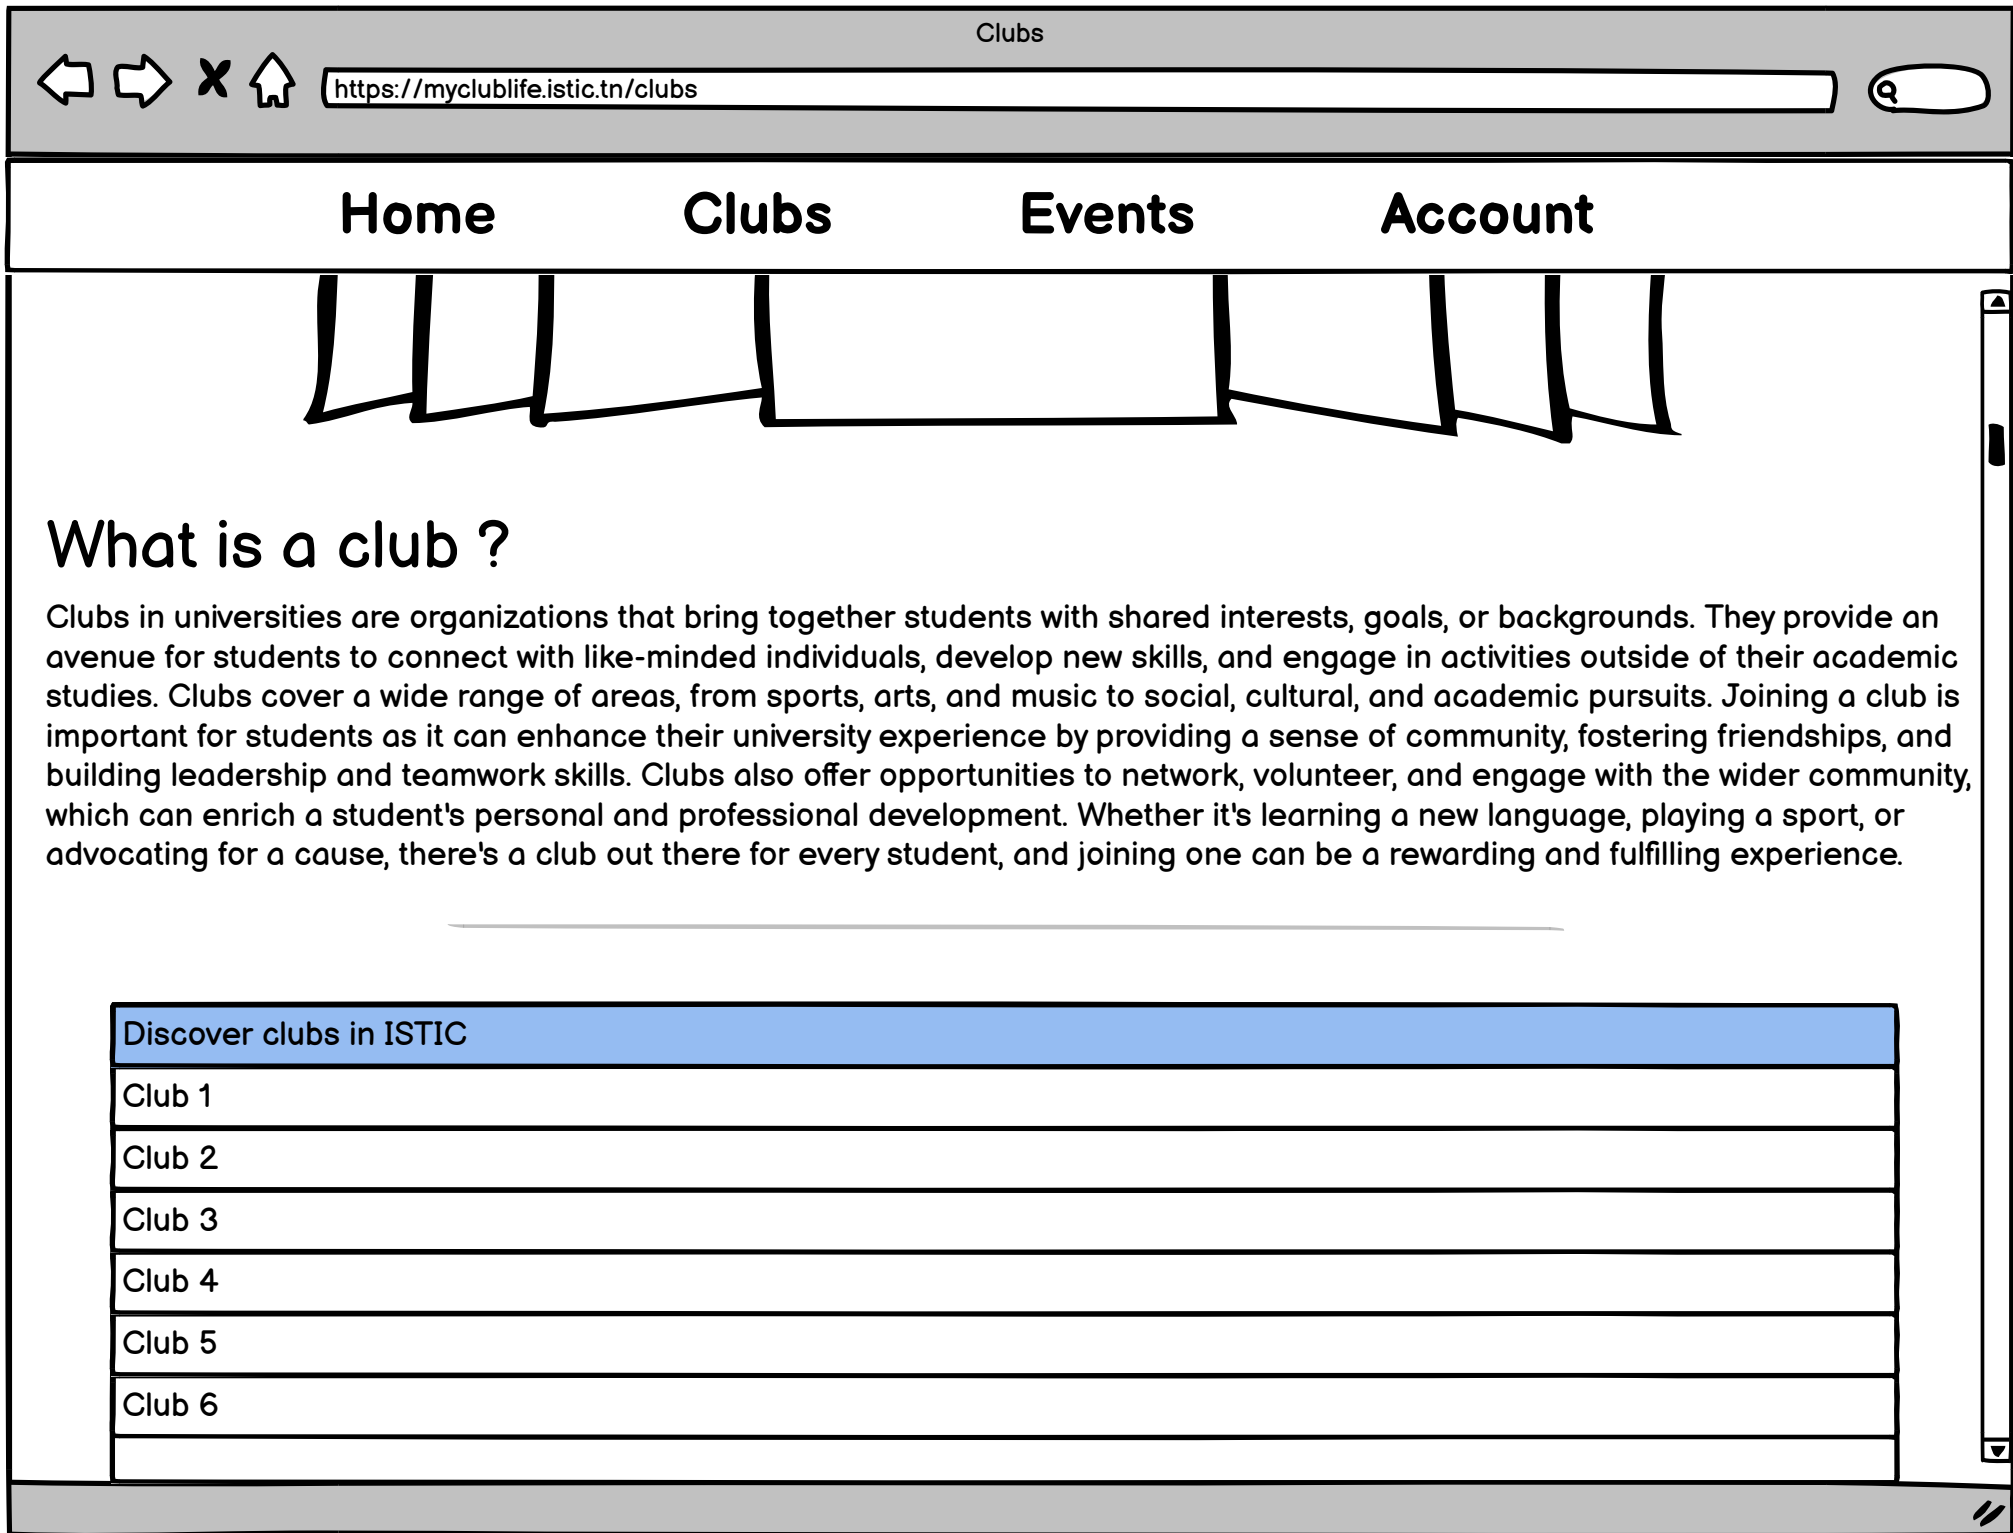 Clubs
https://myclublife.istic.tn/clubs
Home Clubs Events Account
What is a club ?
Clubs in universities are organizations that bring together students with shared interests, goals, or backgrounds. They provide an
avenue for students to connect with like-minded individuals, develop new skills, and engage in activities outside of their academic
studies. Clubs cover a wide range of areas, from sports, arts, and music to social, cultural, and academic pursuits. Joining a club is
important for students as it can enhance their university experience by providing a sense of community, fostering friendships, and
building leadership and teamwork skills. Clubs also offer opportunities to network, volunteer, and engage with the wider community,
which can enrich a student's personal and professional development. Whether it's learning a new language, playing a sport, or
advocating for a cause, there's a club out there for every student, and joining one can be a rewarding and fulfilling experience.
Discover clubs in ISTIC
Club 1
Club 2
Club 3
Club 4
Club 5
Club 6